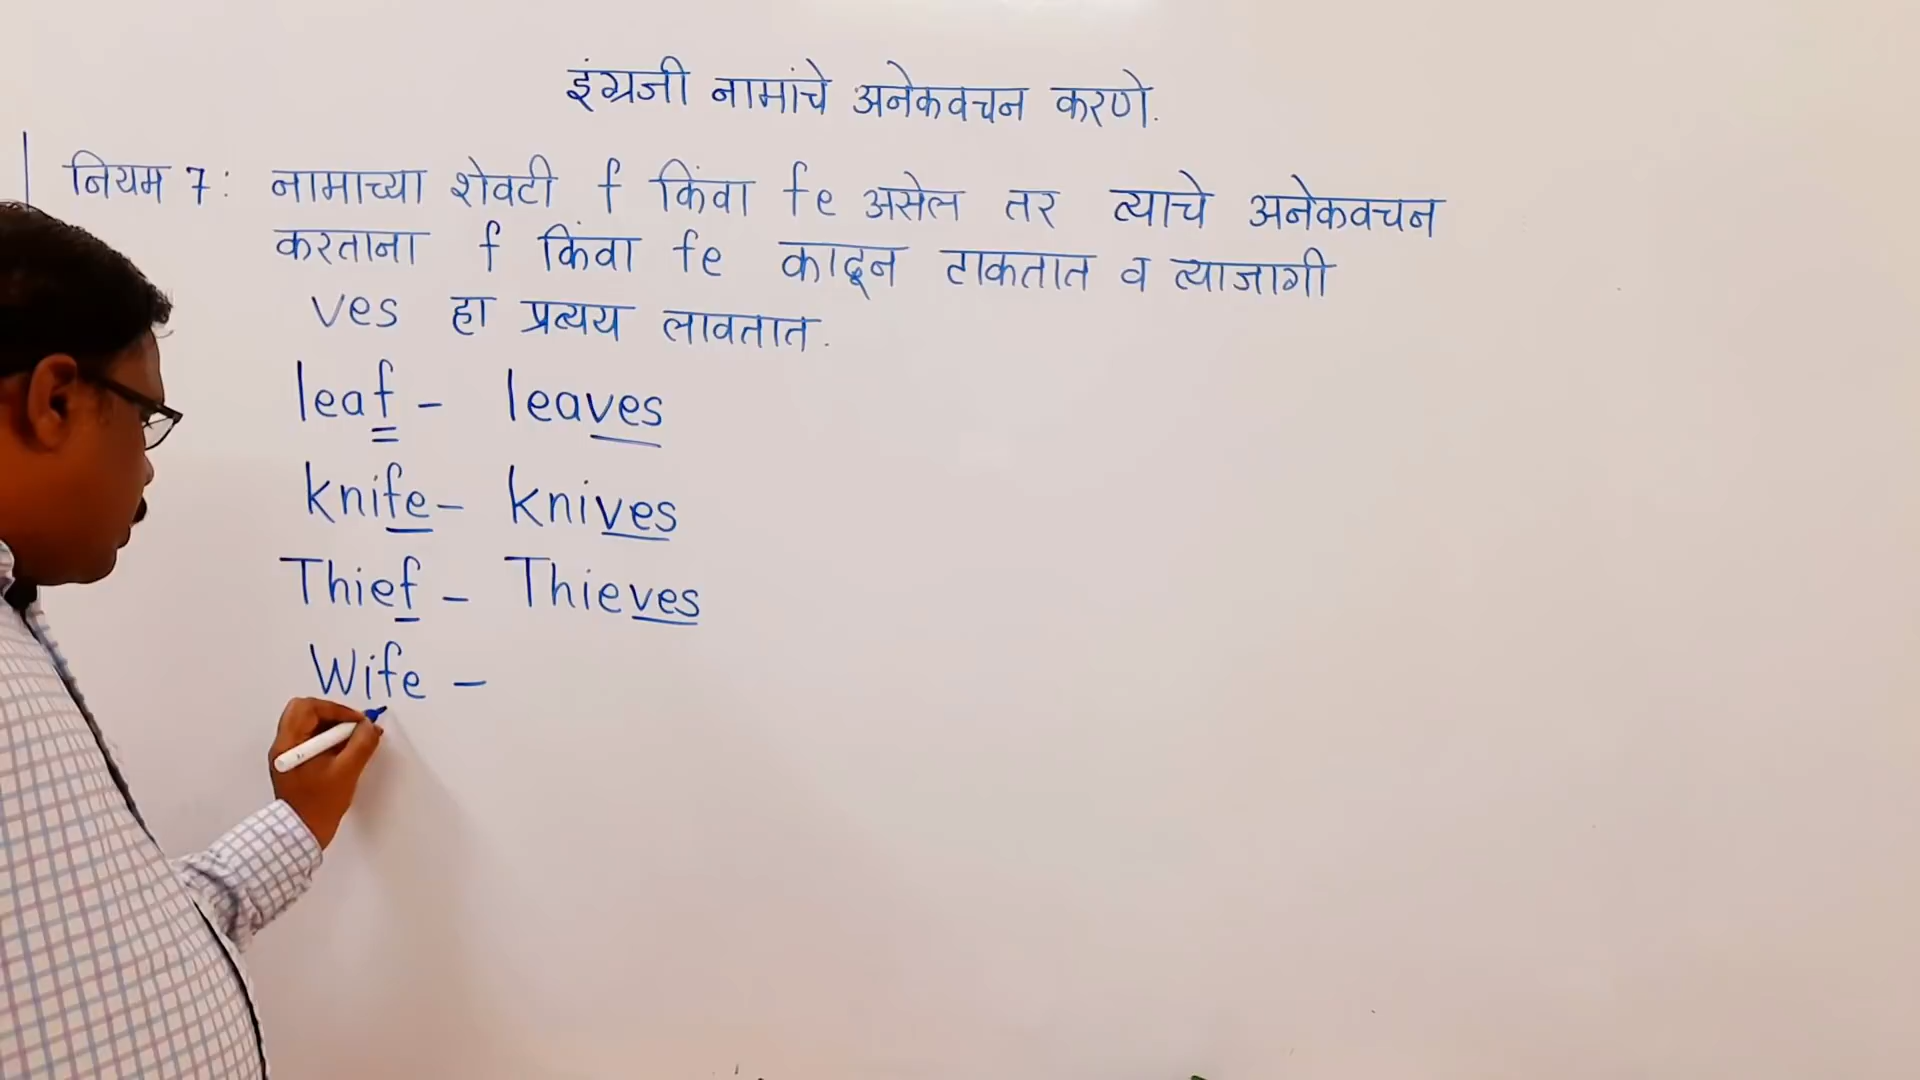 इंग्रजी नामांचे अनेकवचन करणे.
नियम 7: नामाच्या शेवटी f किंवा fe असेल तर त्याचे अनेकवचन
करताना f किंवा fe काढून टाकतात व त्याजागी
ves हा प्रत्यय लावतात.
leaf - leaves
knife - knives
Thief - Thieves
Wife -